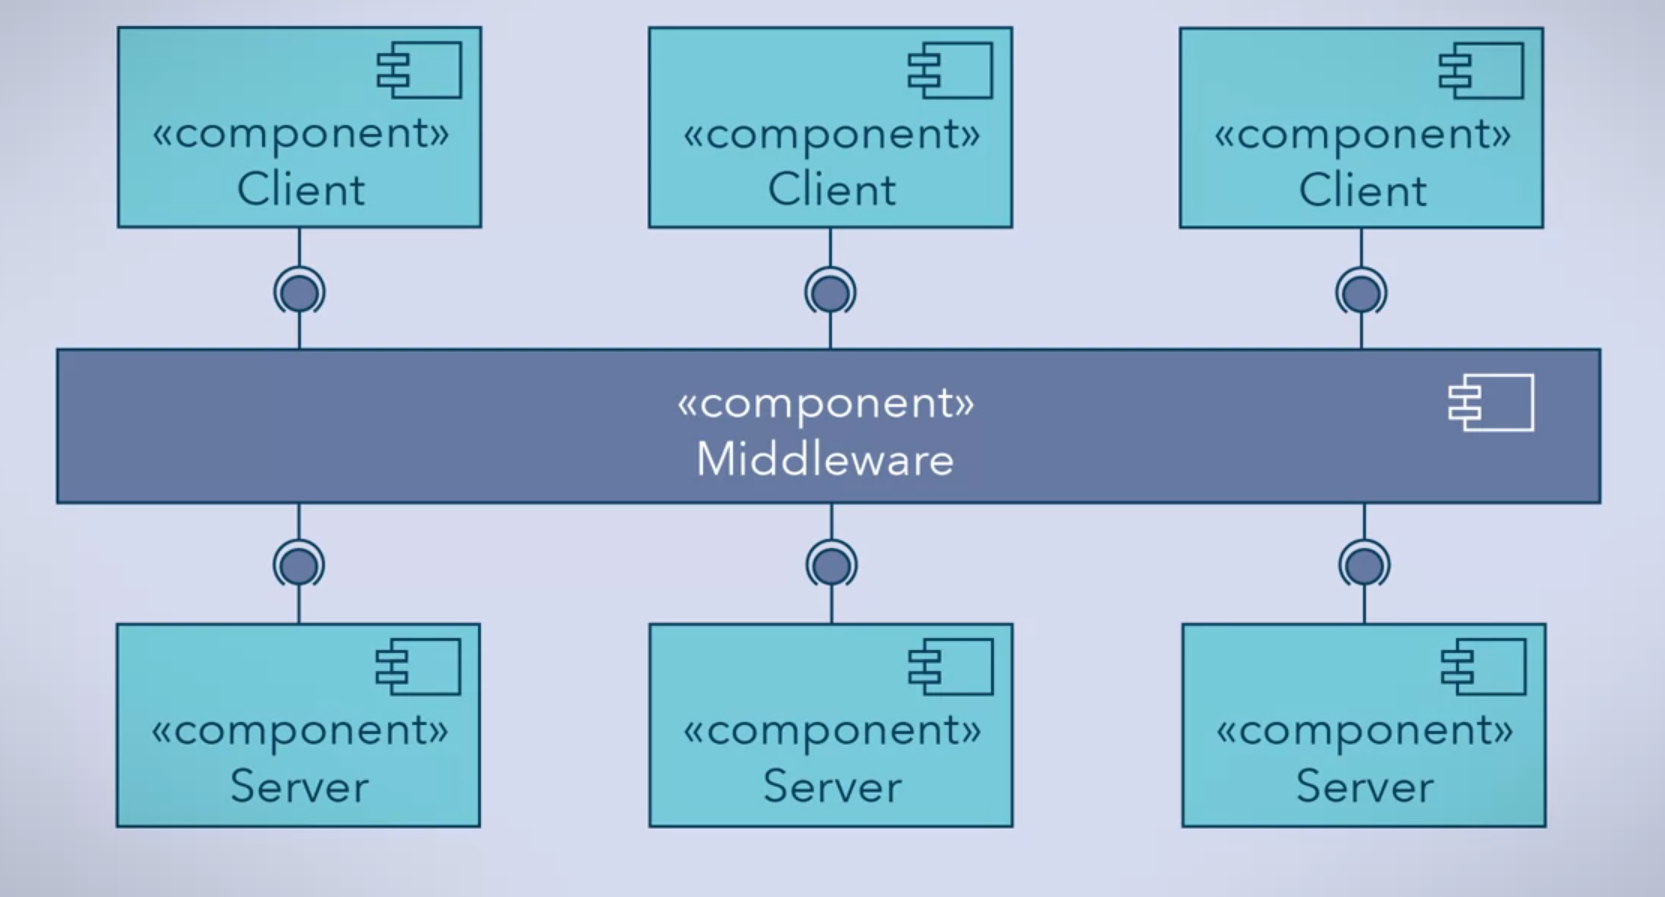 «component» «component» «component»
Client Client Client
«component»
Middleware
«component» «component» «component»
Server Server Server